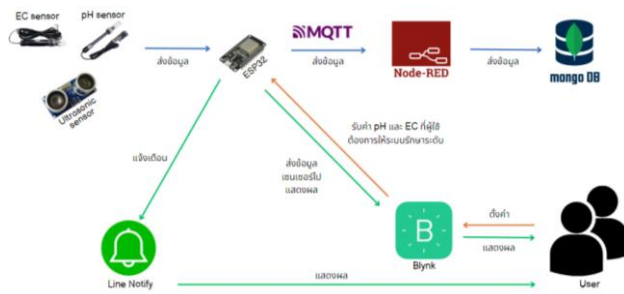 EC sensor
pH sensor
Ultrasonic
sensor
ส่งข้อมูล
ESP32
MQTT
ส่งข้อมูล
Node-RED
ส่งข้อมูล
mongo DB
รับค่า pH และ EC ที่ผู้ใช้
ต้องการให้ระบบรักษาระดับ
แจ้งเตือน
ส่งข้อมูล
เซนเซอร์ไป
แสดงผล
ตั้งค่า
แสดงผล
B
Blynk
Line Notify
แสดงผล
User